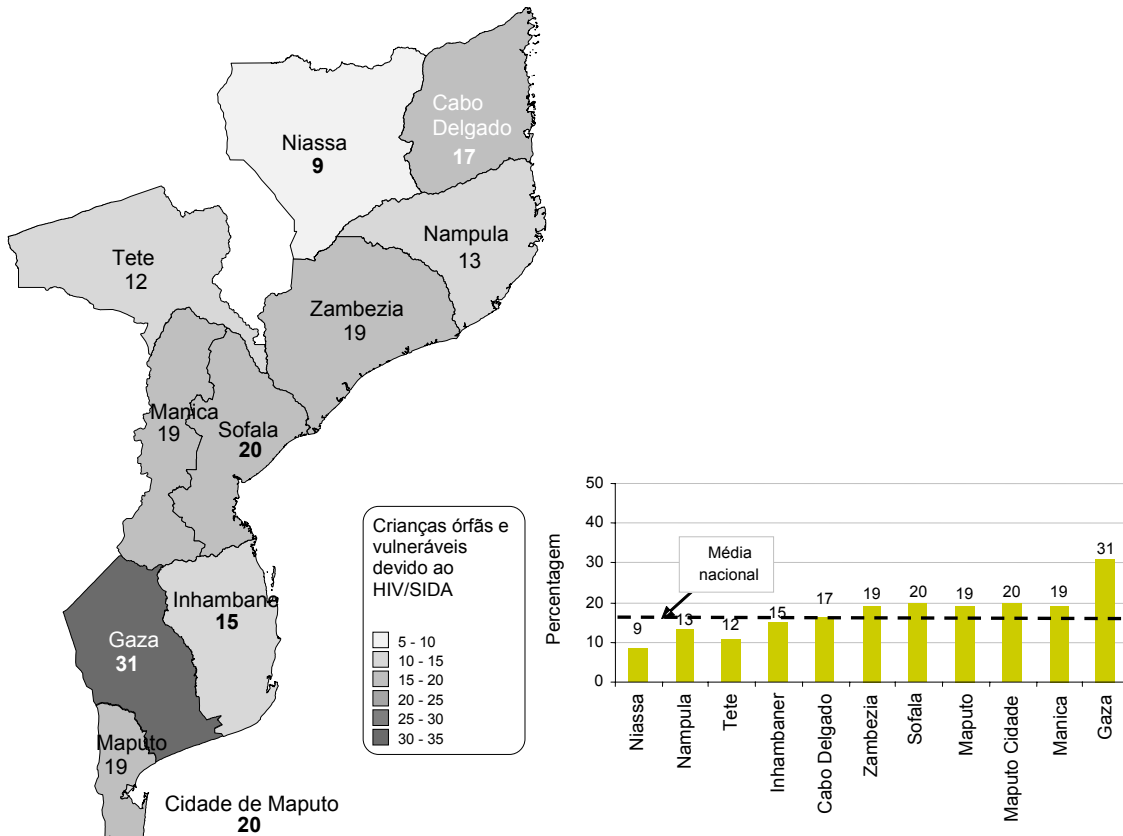 Cabo
Delgado
17
Niassa
9
Nampula
13
Tete
12
Zambezia
19
Manica
19
Sofala
20
Inhambane
15
Gaza
31
Maputo
19
Cidade de Maputo
20
Crianças órfãs e
vulneráveis
devido ao
HIV/SIDA
5 - 10
10 - 15
15 - 20
20 - 25
25 - 30
30 - 35
Percentagem
50
40
30
20
10
0
Média
nacional
9
13
12
15
17
19
20
19
20
19
31
Niassa
Nampula
Tete
Inhambaner
Cabo Delgado
Zambezia
Sofala
Maputo
Maputo Cidade
Manica
Gaza